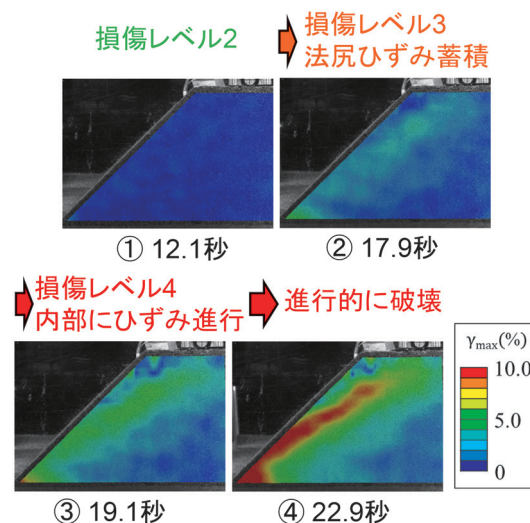 損傷レベル2
損傷レベル3
法尻ひずみ蓄積
① 12.1秒
② 17.9秒
損傷レベル4
内部にひずみ進行
進行的に破壊
③ 19.1秒
④ 22.9秒
γmax(%)
10.0
5.0
0